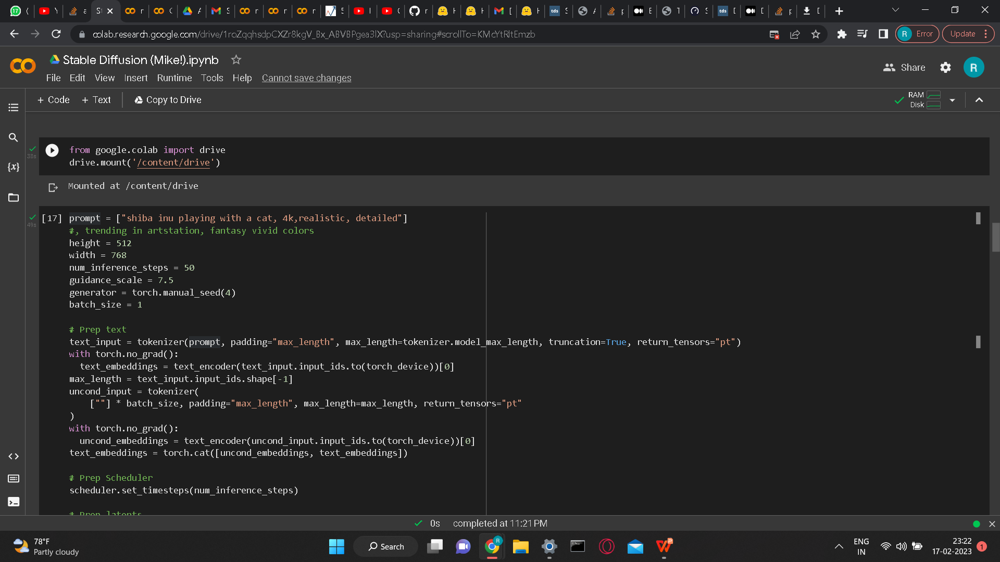 17
S
colab.research.google.com/drive/1roZqqhsdpCXZr8kgV_Bx_ABVBPgea3lX?usp=sharing#scrollTo=KMcYtRltEmzb
R Error
Update
Stable Diffusion (Mike!).ipynb
Share
R
File Edit View Insert Runtime Tools Help Cannot save changes
+ Code + Text Copy to Drive
RAM
Disk
38s
from google.colab import drive
drive.mount('/content/drive')
Mounted at /content/drive
49s
[17] prompt = ["shiba inu playing with a cat, 4k,realistic, detailed"]
#, trending in artstation, fantasy vivid colors
height = 512
width = 768
num_inference_steps = 50
guidance_scale = 7.5
generator = torch.manual_seed(4)
batch_size = 1
# Prep text
text_input = tokenizer(prompt, padding="max_length", max_length=tokenizer.model_max_length, truncation=True, return_tensors="pt")
with torch.no_grad():
text_embeddings = text_encoder(text_input.input_ids.to(torch_device))[0]
max_length = text_input.input_ids.shape[-1]
uncond_input = tokenizer(
[""] * batch_size, padding="max_length", max_length=max_length, return_tensors="pt"
)
with torch.no_grad():
uncond_embeddings = text_encoder(uncond_input.input_ids.to(torch_device))[0]
text_embeddings = torch.cat([uncond_embeddings, text_embeddings])
# Prep Scheduler
scheduler.set_timesteps(num_inference_steps)
# Prep latents
0s completed at 11:21 PM
78°F
Partly cloudy
Search
ENG
IN
23:22
17-02-2023
1